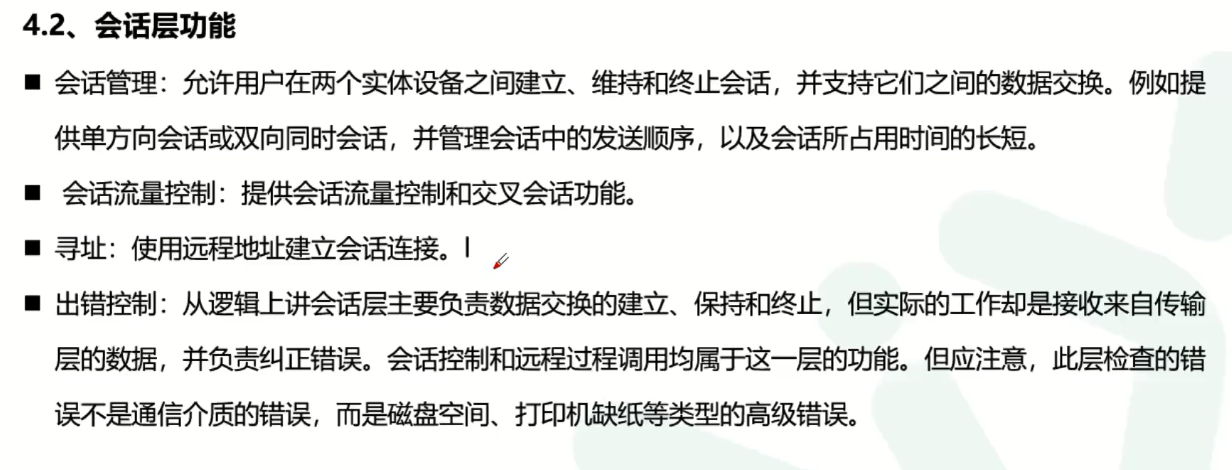 4.2、会话层功能
■ 会话管理：允许用户在两个实体设备之间建立、维持和终止会话，并支持它们之间的数据交换。例如提
供单方向会话或双向同时会话，并管理会话中的发送顺序，以及会话所占用时间的长短。
■ 会话流量控制：提供会话流量控制和交叉会话功能。
■ 寻址：使用远程地址建立会话连接。
■ 出错控制：从逻辑上讲会话层主要负责数据交换的建立、保持和终止，但实际的工作却是接收来自传输
层的数据，并负责纠正错误。会话控制和远程过程调用均属于这一层的功能。但应注意，此层检查的错
误不是通信介质的错误，而是磁盘空间、打印机缺纸等类型的高级错误。